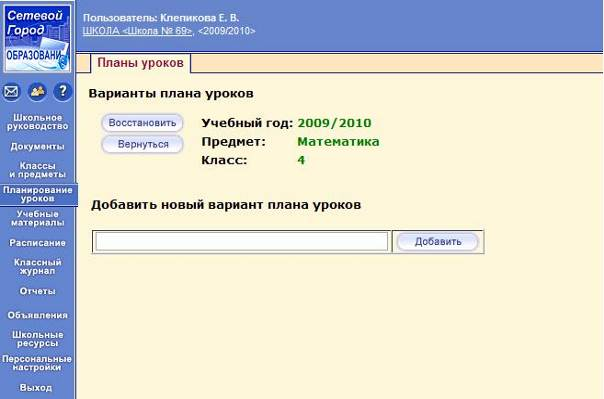 Сетевой
Город
ОБРАЗОВАНИ
Пользователь: Клепикова Е. В.
ШКОЛА <Школа № 69>, <2009/2010>
Планы уроков
?
Школьное
руководство
Документы
Классы
и предметы
Планирование
уроков
Учебные
материалы
Расписание
Классный
журнал
Отчеты
Объявления
Школьные
ресурсы
Персональные
настройки
Выход
Варианты плана уроков
Восстановить
Вернуться
Учебный год: 2009/2010
Предмет: Математика
Класс: 4
Добавить новый вариант плана уроков
Добавить